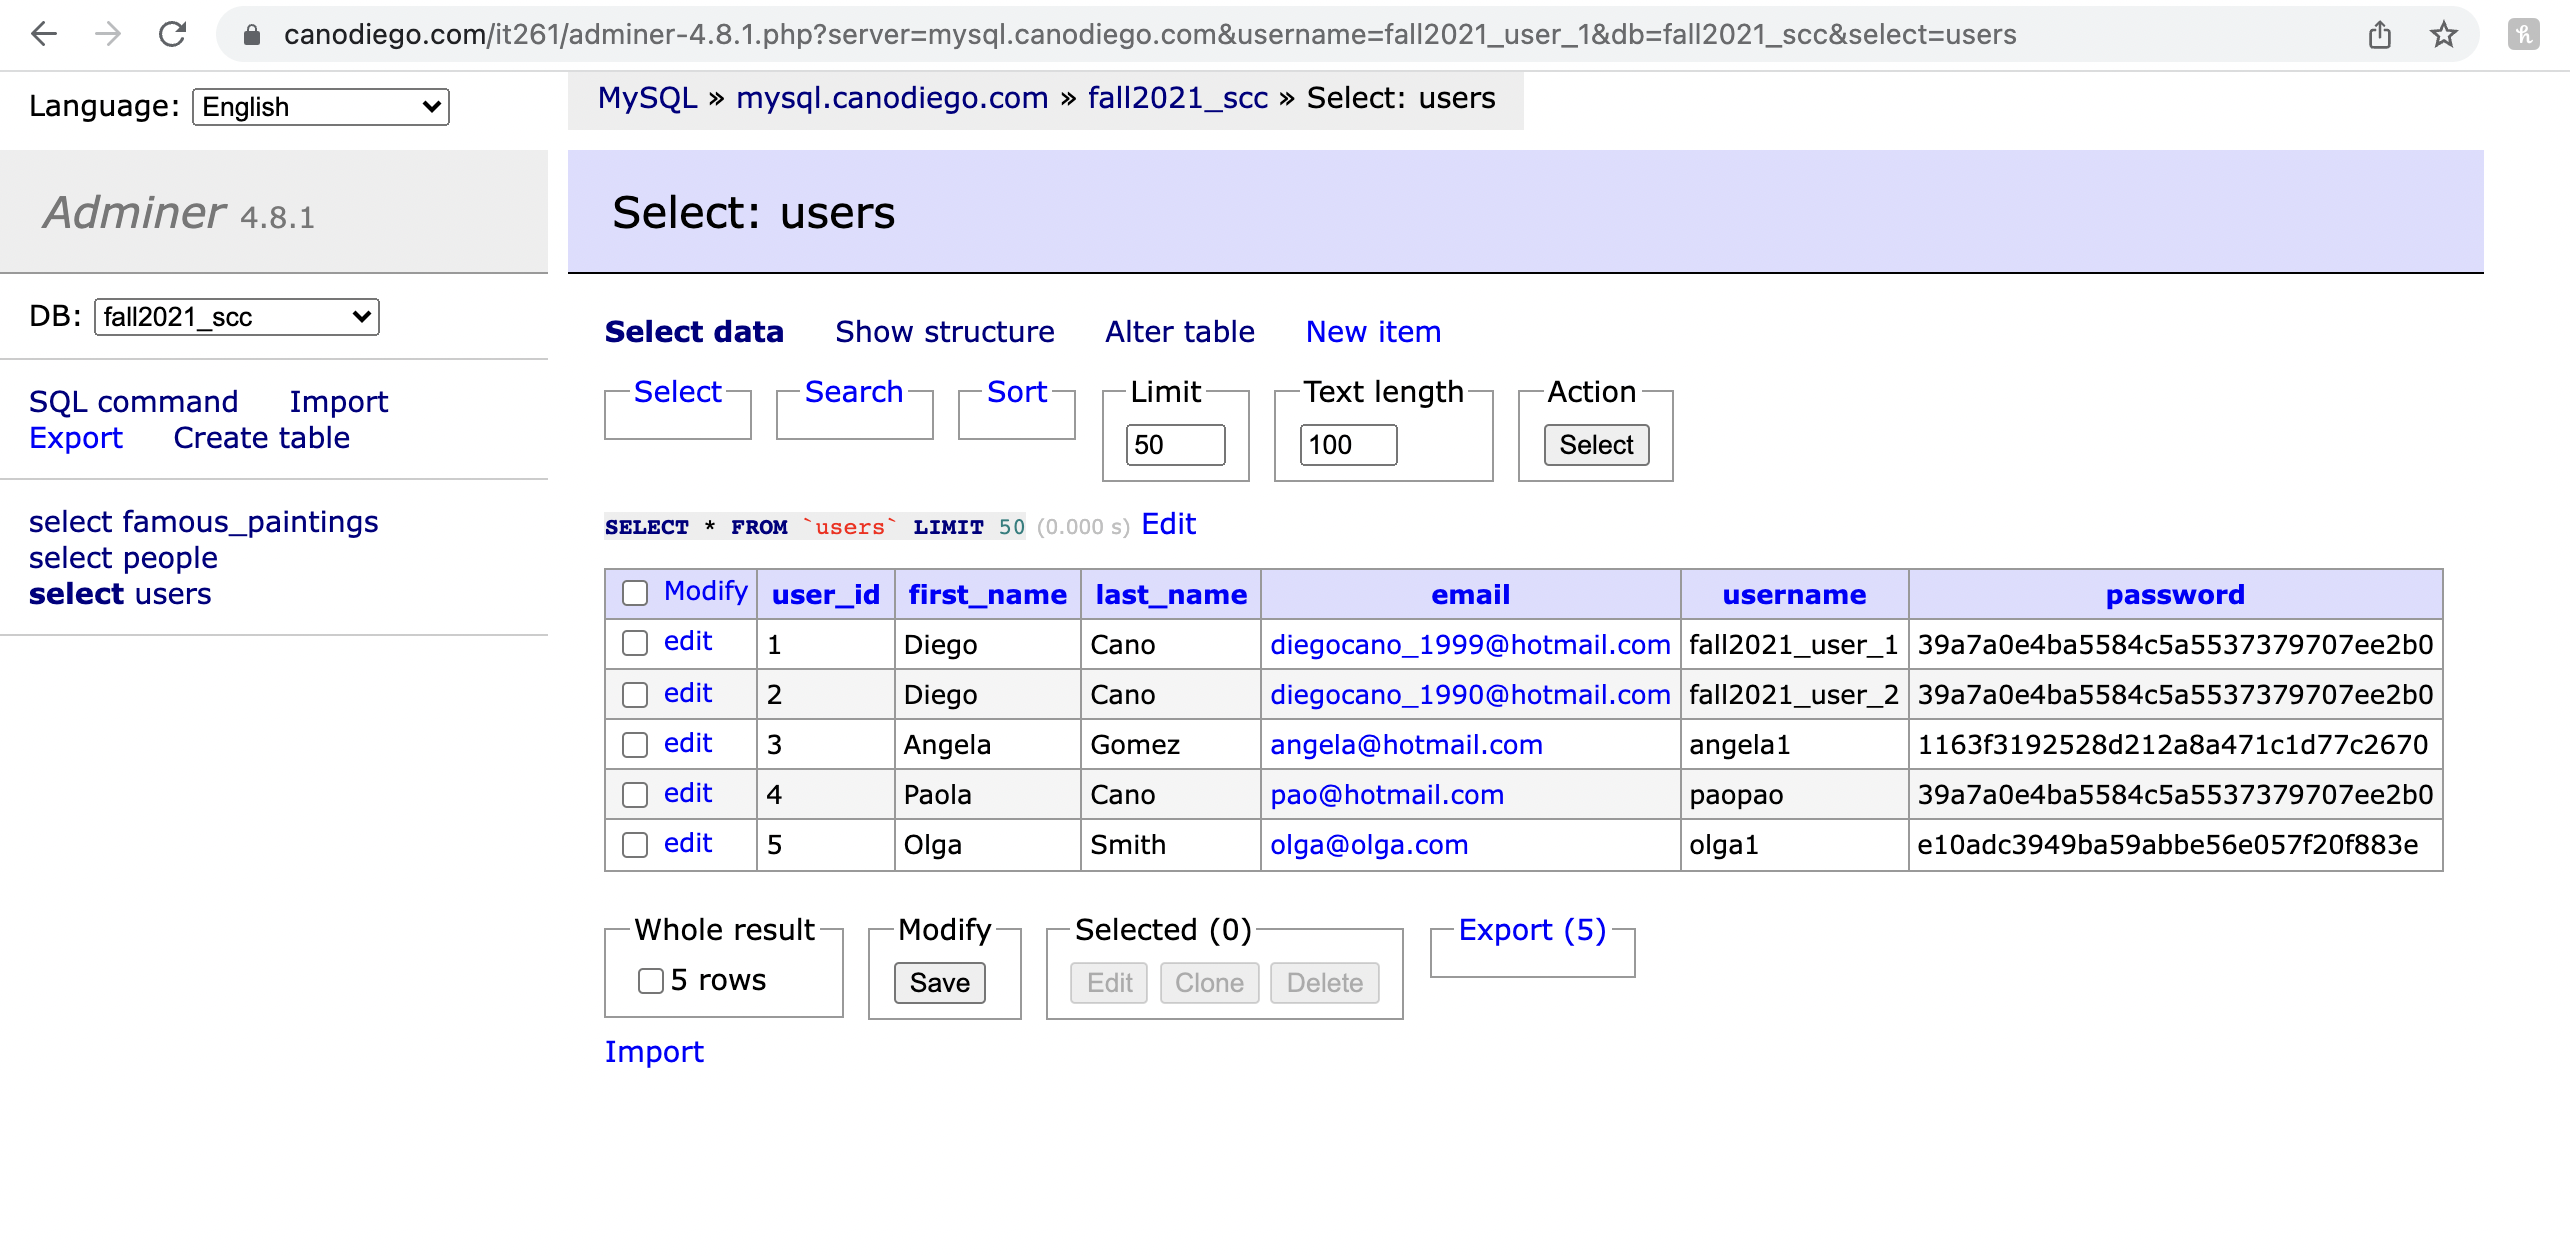 canodiego.com/it261/adminer-4.8.1.php?server=mysql.canodiego.com&username=fall2021_user_1&db=fall2021_scc&select=users
Language: English
MySQL » mysql.canodiego.com » fall2021_scc » Select: users
Adminer 4.8.1
Select: users
DB: fall2021_scc
SQL command Import
Export Create table
select famous_paintings
select people
select users
Select data Show structure Alter table New item
Select Search Sort Limit Text length Action
50 100 Select
SELECT * FROM `users` LIMIT 50 (0.000 s) Edit
Modify user_id first_name last_name email username password
edit 1 Diego Cano diegocano_1999@hotmail.com fall2021_user_1 39a7a0e4ba5584c5a5537379707ee2b0
edit 2 Diego Cano diegocano_1990@hotmail.com fall2021_user_2 39a7a0e4ba5584c5a5537379707ee2b0
edit 3 Angela Gomez angela@hotmail.com angela1 1163f3192528d212a8a471c1d77c2670
edit 4 Paola Cano pao@hotmail.com paopao 39a7a0e4ba5584c5a5537379707ee2b0
edit 5 Olga Smith olga@olga.com olga1 e10adc3949ba59abbe56e057f20f883e
Whole result Modify Selected (0) Export (5)
5 rows Save Edit Clone Delete
Import